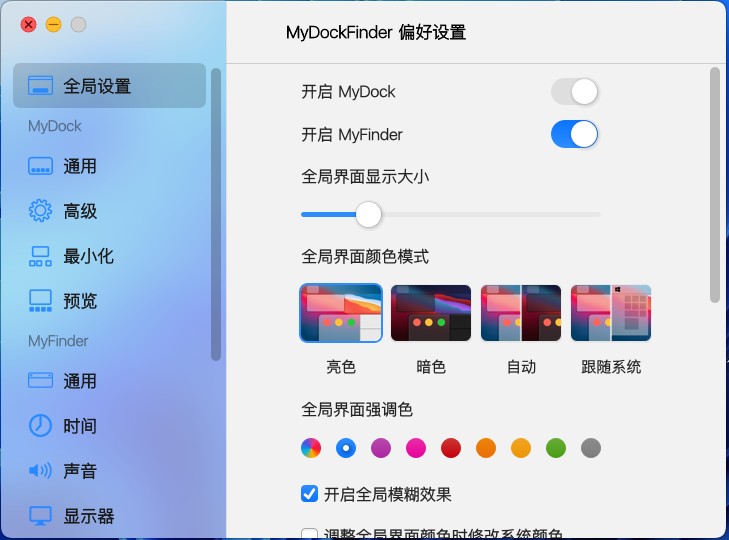 MyDockFinder 偏好设置
全局设置
MyDock
通用
高级
最小化
预览
MyFinder
通用
时间
声音
显示器
开启 MyDock
开启 MyFinder
全局界面显示大小
全局界面颜色模式
亮色 暗色 自动 跟随系统
全局界面强调色
开启全局模糊效果
调整全局界面颜色时修改系统颜色